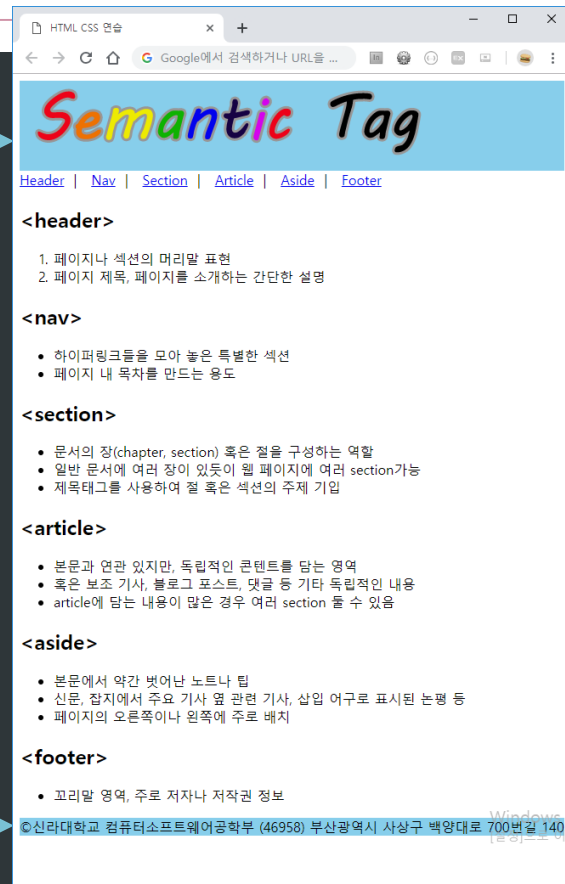 HTML CSS 연습
Google에서 검색하거나 URL을 ...
Semantic Tag
Header | Nav | Section | Article | Aside | Footer
<header>
1. 페이지나 섹션의 머리말 표현
2. 페이지 제목, 페이지를 소개하는 간단한 설명
<nav>
• 하이퍼링크들을 모아 놓은 특별한 섹션
• 페이지 내 목차를 만드는 용도
<section>
• 문서의 장(chapter, section) 혹은 절을 구성하는 역할
• 일반 문서에 여러 장이 있듯이 웹 페이지에 여러 section가능
• 제목태그를 사용하여 절 혹은 섹션의 주제 기입
<article>
• 본문과 연관 있지만, 독립적인 콘텐트를 담는 영역
• 혹은 보조 기사, 블로그 포스트, 댓글 등 기타 독립적인 내용
• article에 담는 내용이 많은 경우 여러 section 둘 수 있음
<aside>
• 본문에서 약간 벗어난 노트나 팁
• 신문, 잡지에서 주요 기사 옆 관련 기사, 삽입 어구로 표시된 논평 등
• 페이지의 오른쪽이나 왼쪽에 주로 배치
<footer>
• 꼬리말 영역, 주로 저자나 저작권 정보
Windows
©신라대학교 컴퓨터소프트웨어공학부 (46958) 부산광역시 사상구 백양대로 700번길 140